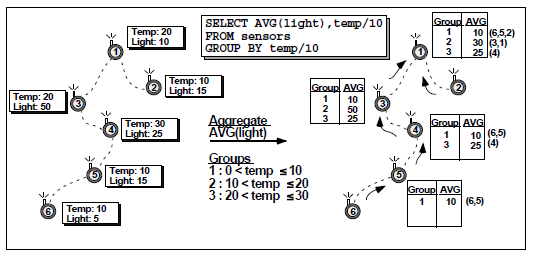 Temp: 20
Light: 10
1
Temp: 10
Light: 15
2
Temp: 20
Light: 50
3
Temp: 30
Light: 25
4
Temp: 10
Light: 15
5
Temp: 10
Light: 5
6
SELECT AVG(light),temp/10
FROM sensors
GROUP BY temp/10
Aggregate
AVG(light)
Groups
1 : 0 < temp ≤10
2 : 10 < temp ≤20
3 : 20 < temp ≤30
Group AVG
1 10 (6,5,2)
2 30 (3,1)
3 25 (4)
1
2
Group AVG
1 10
2 50
3 25
3
4
Group AVG
1 10 (6,5)
3 25 (4)
5
Group AVG
1 10 (6,5)
6